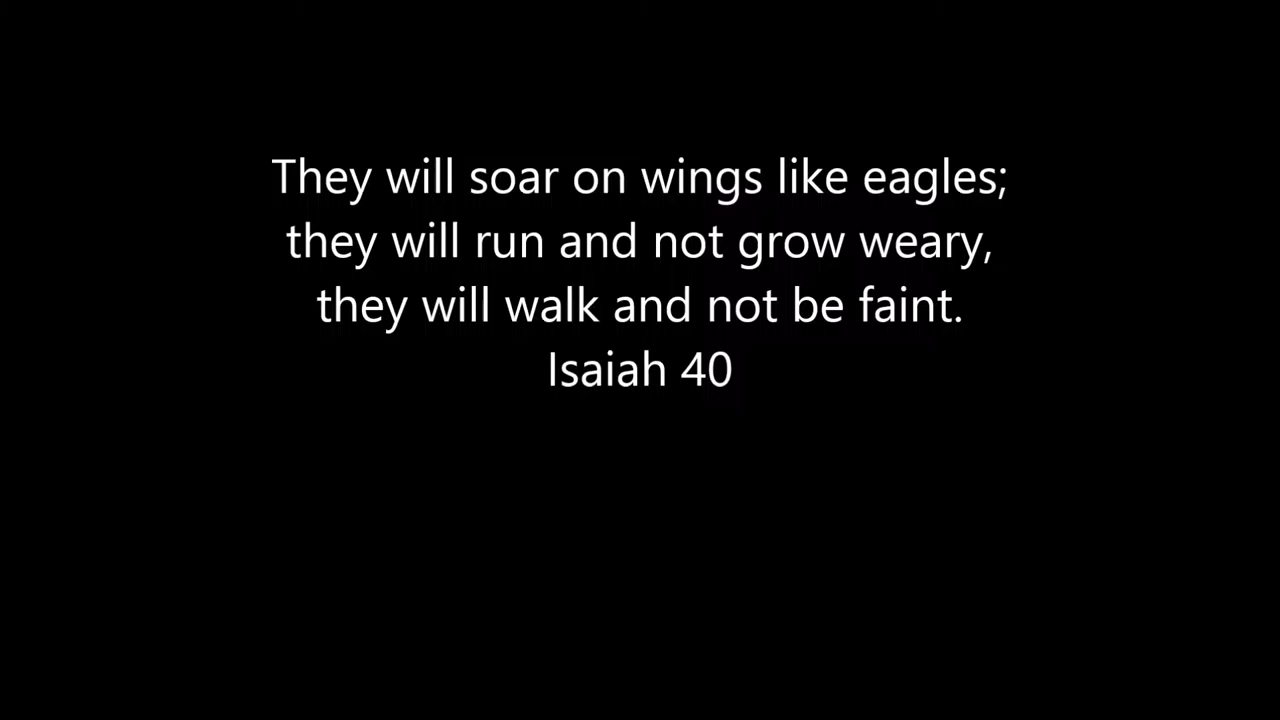 They will soar on wings like eagles;
they will run and not grow weary,
they will walk and not be faint.
Isaiah 40